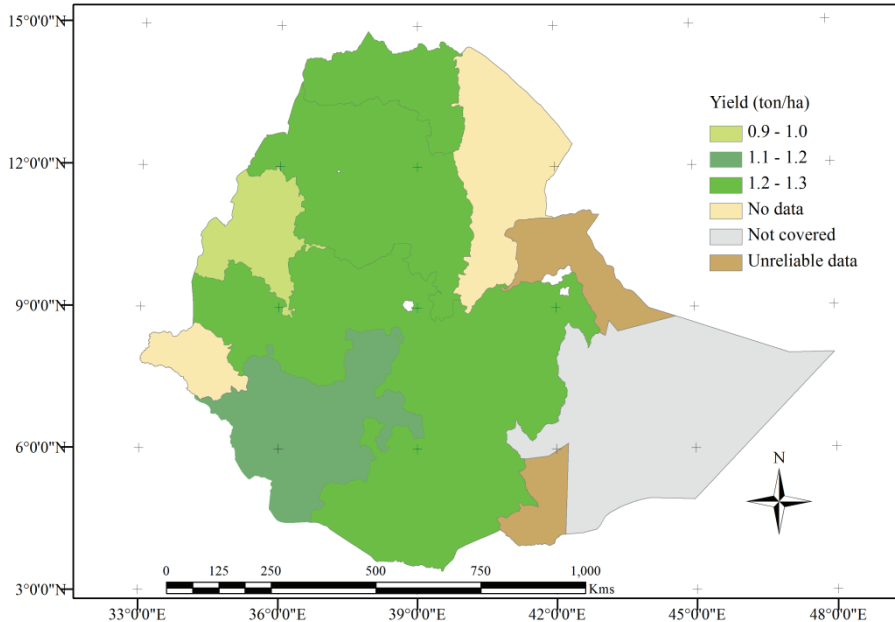 15°0'0"N
12°0'0"N
9°0'0"N
6°0'0"N
3°0'0"N
Yield (ton/ha)
0.9 - 1.0
1.1 - 1.2
1.2 - 1.3
No data
Not covered
Unreliable data
N
0 125 250 500 750 1,000
Kms
33°0'0"E 36°0'0"E 39°0'0"E 42°0'0"E 45°0'0"E 48°0'0"E